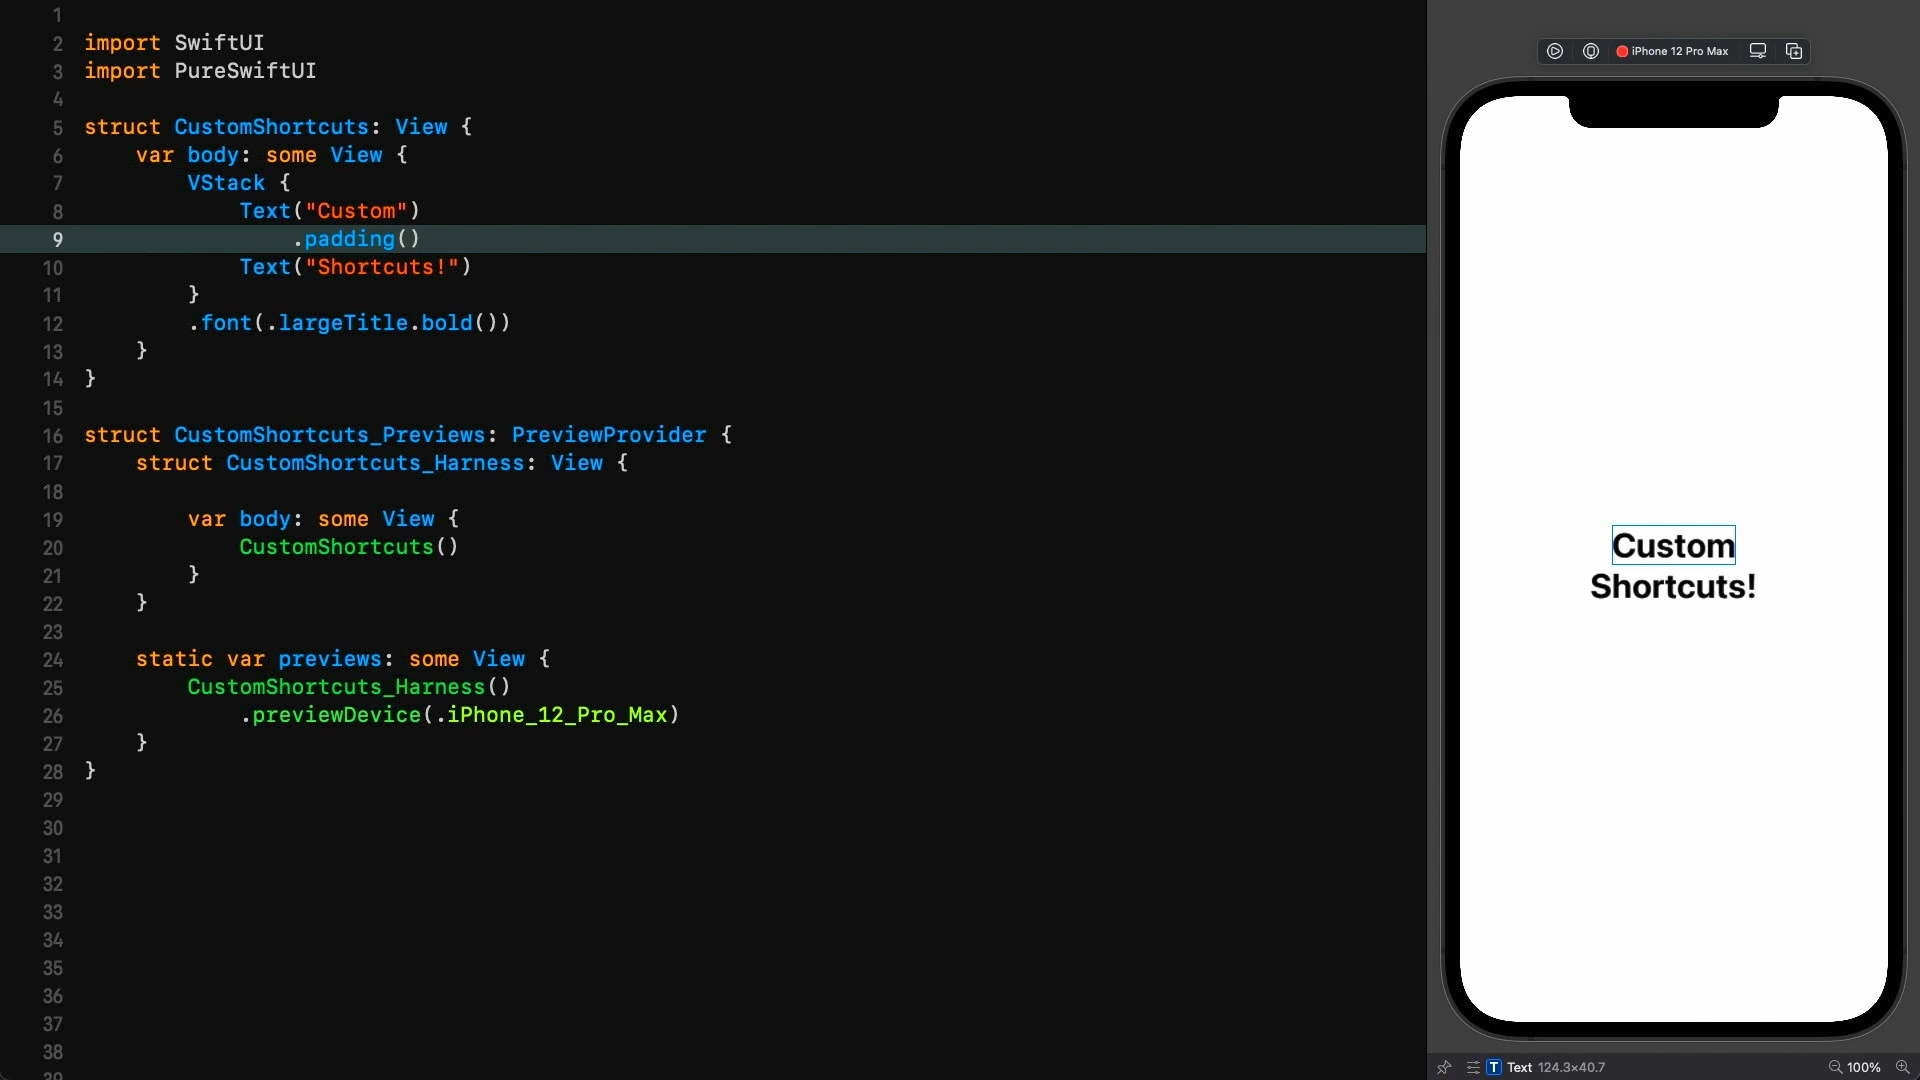 1
2 import SwiftUI
3 import PureSwiftUI
4
5 struct CustomShortcuts: View {
6     var body: some View {
7         VStack {
8             Text("Custom")
9                 .padding()
10             Text("Shortcuts!")
11         }
12         .font(.largeTitle.bold())
13     }
14 }
15
16 struct CustomShortcuts_Previews: PreviewProvider {
17     struct CustomShortcuts_Harness: View {
18
19         var body: some View {
20             CustomShortcuts()
21         }
22     }
23
24     static var previews: some View {
25         CustomShortcuts_Harness()
26             .previewDevice(.iPhone_12_Pro_Max)
27     }
28 }
29
30
31
32
33
34
35
36
37
38
39
iPhone 12 Pro Max
Custom
Shortcuts!
T Text 124.3×40.7
100%